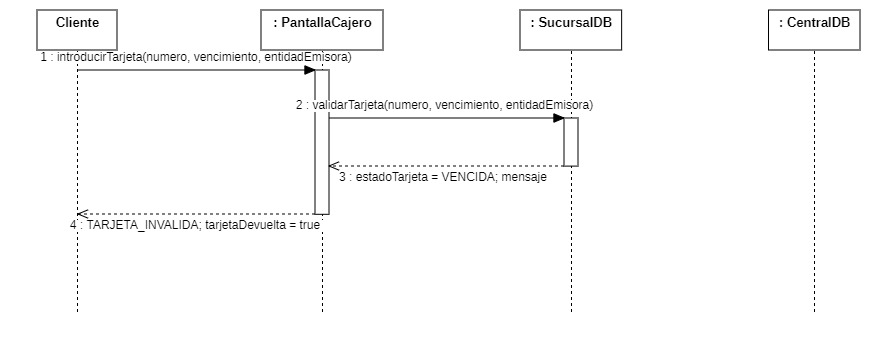 Cliente
: PantallaCajero
: SucursalDB
: CentralDB
1 : introducirTarjeta(numero, vencimiento, entidadEmisora)
2 : validarTarjeta(numero, vencimiento, entidadEmisora)
3 : estadoTarjeta = VENCIDA; mensaje
4 : TARJETA_INVALIDA; tarjetaDevuelta = true